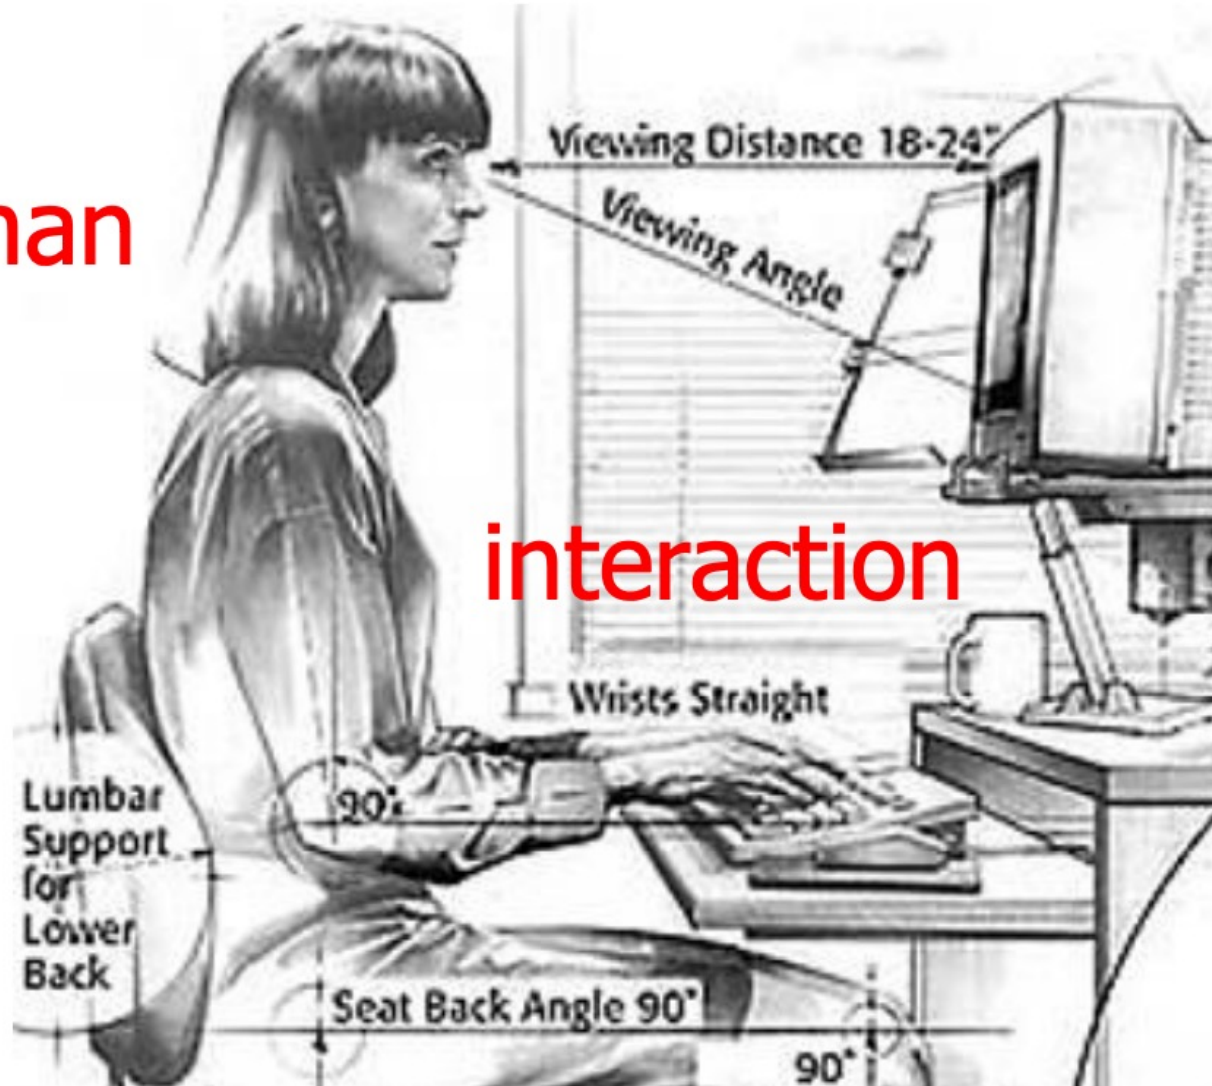 Viewing Distance 18-24"
Viewing Angle
man
interaction
Wrists Straight
90°
Lumbar
Support
for
Lower
Back
Seat Back Angle 90°
90°